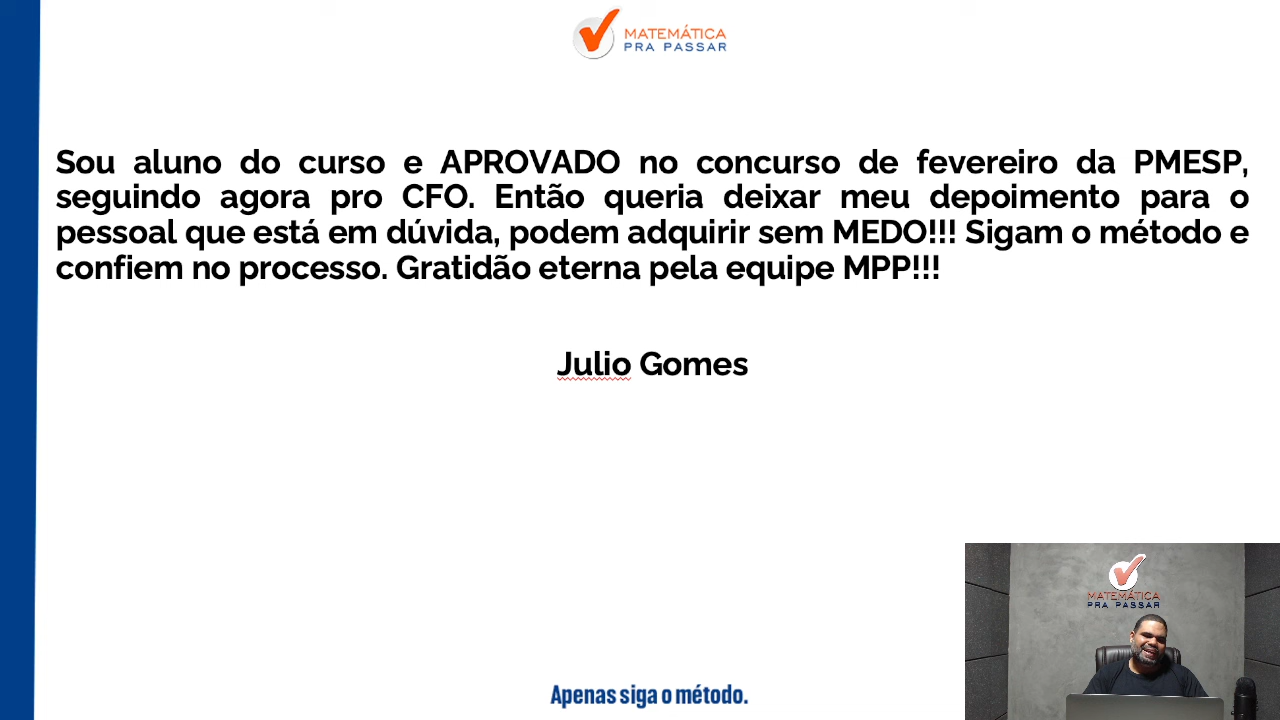 MATEMÁTICA
PRA PASSAR
Sou aluno do curso e APROVADO no concurso de fevereiro da PMESP,
seguindo agora pro CFO. Então queria deixar meu depoimento para o
pessoal que está em dúvida, podem adquirir sem MEDO!!! Sigam o método e
confiem no processo. Gratidão eterna pela equipe MPP!!!
Julio Gomes
MATEMÁTICA
PRA PASSAR
Apenas siga o método.